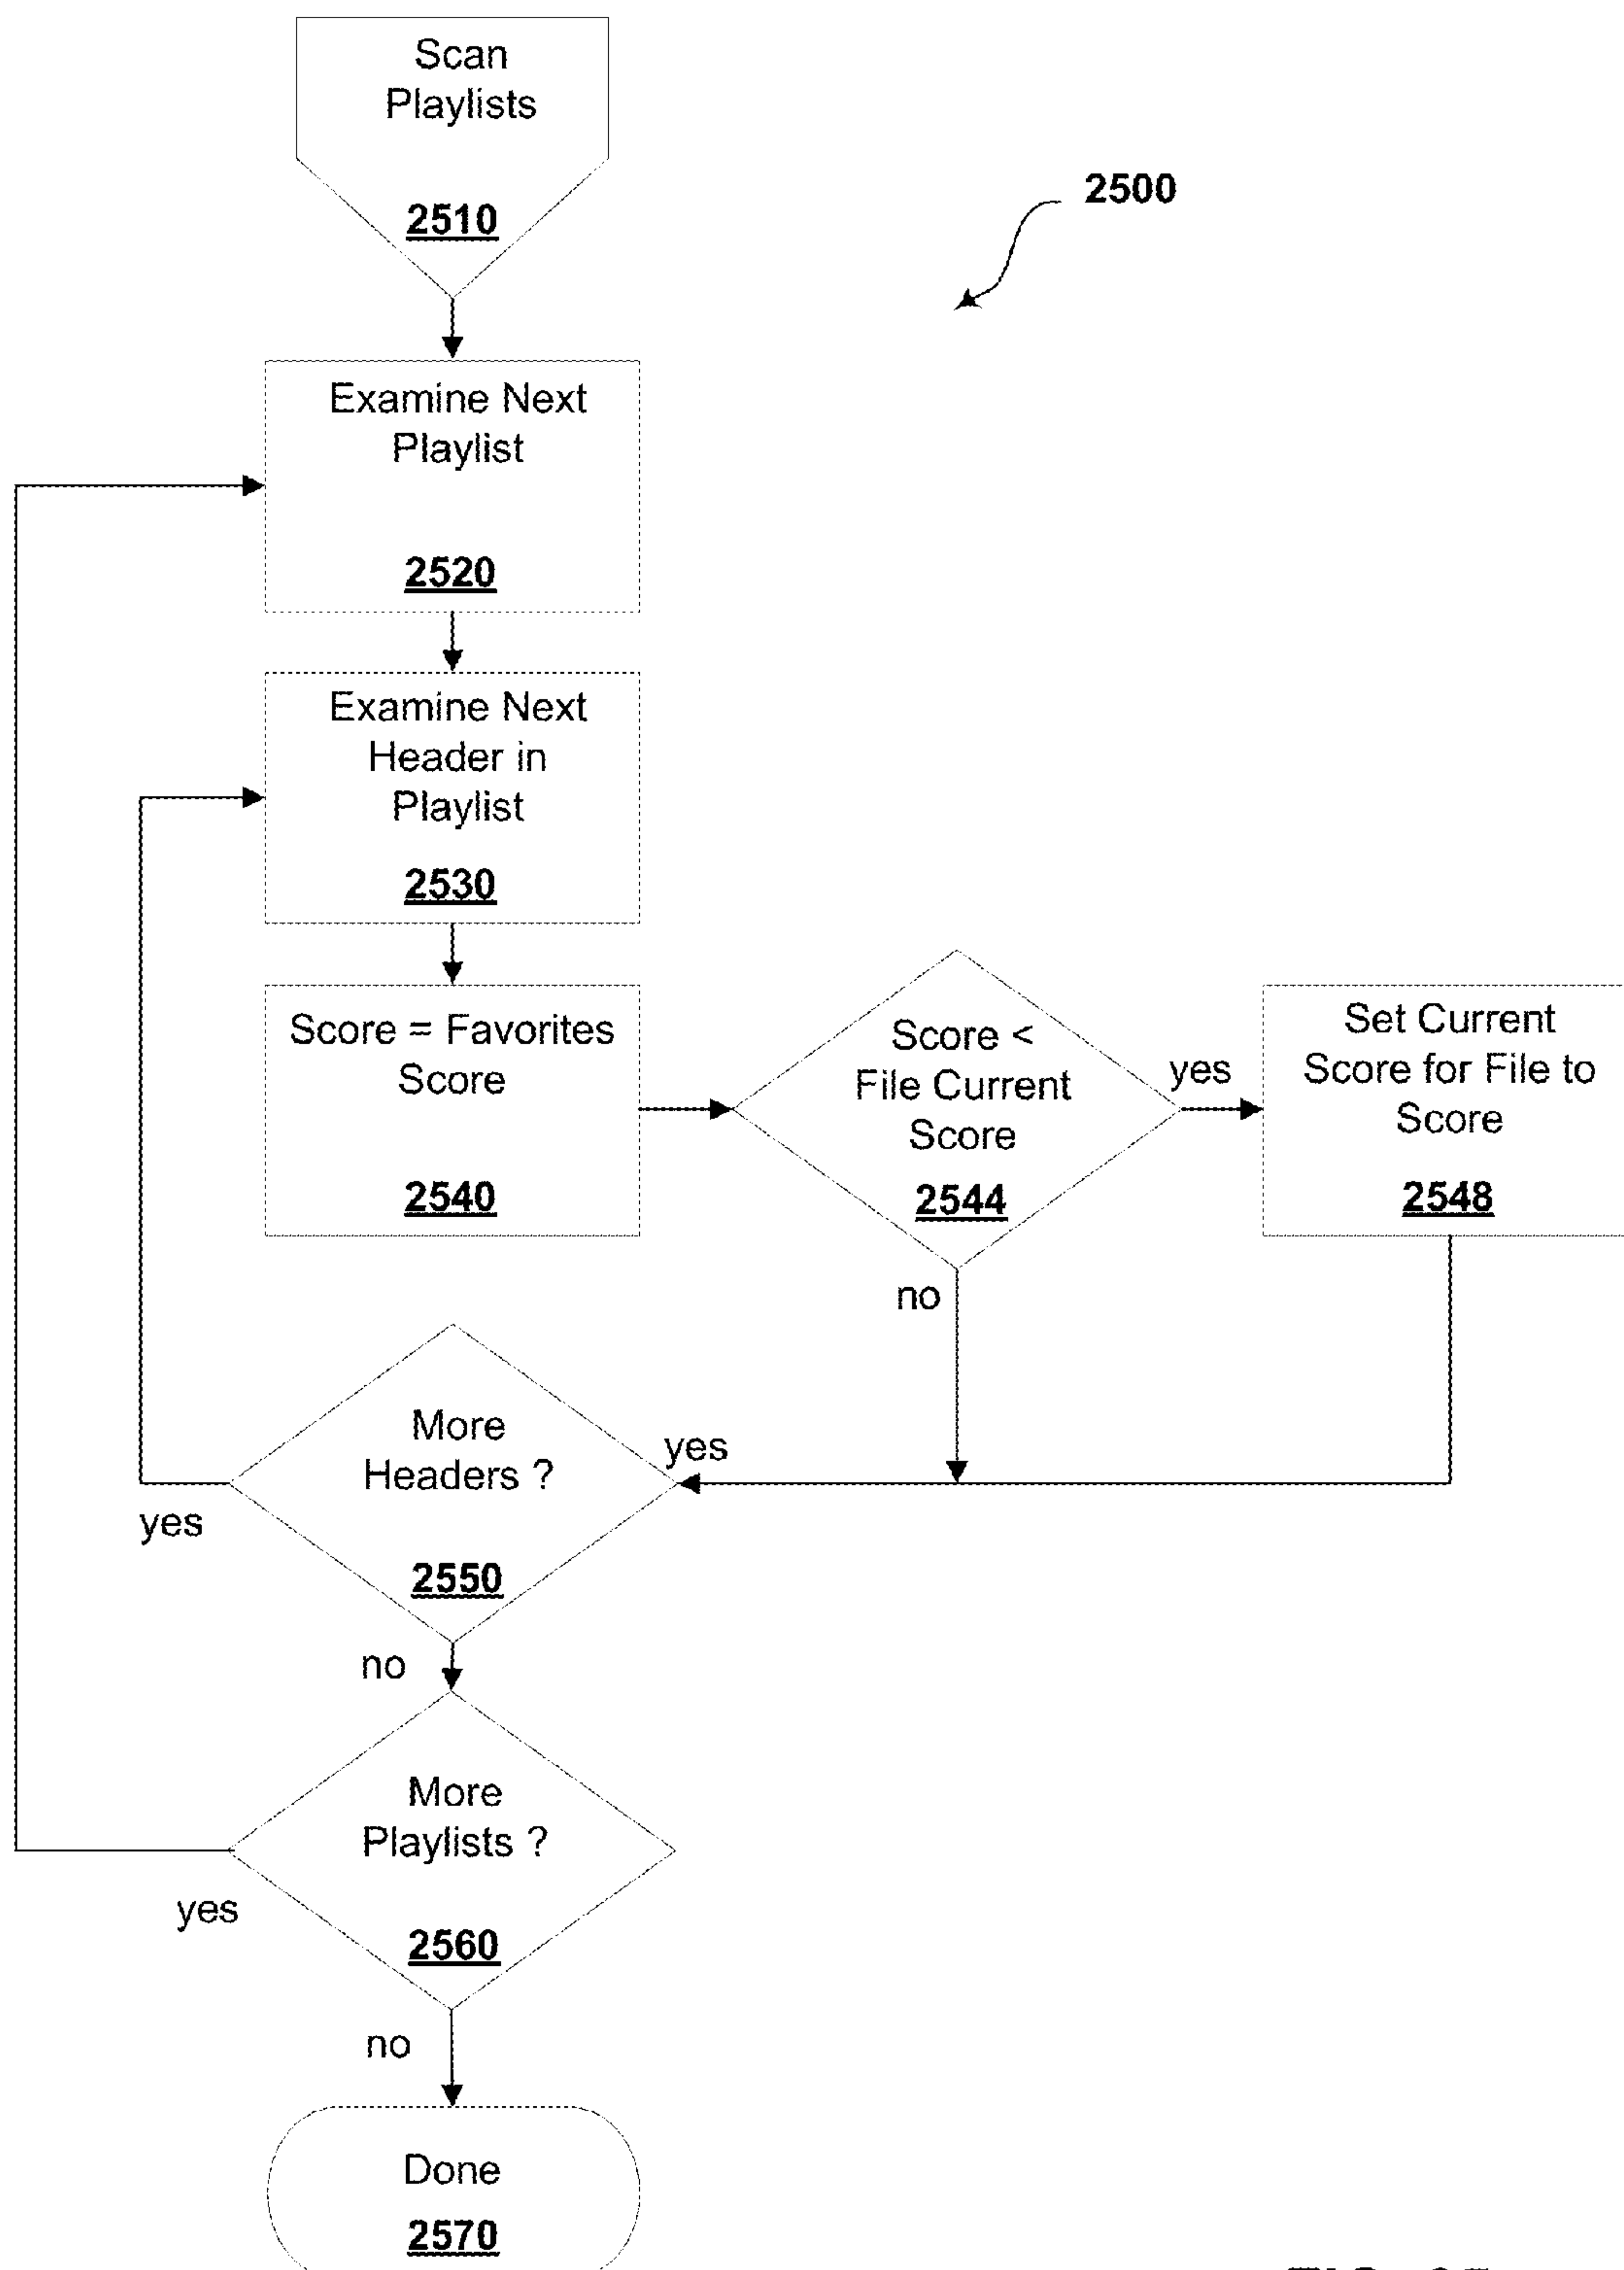 Scan
Playlists
2510
2500
Examine Next
Playlist
2520
Examine Next
Header in
Playlist
2530
Score = Favorites
Score
2540
Score <
File Current
Score
2544
yes
Set Current
Score for File to
Score
2548
no
More
Headers ?
2550
yes
yes
no
More
Playlists ?
2560
yes
no
Done
2570